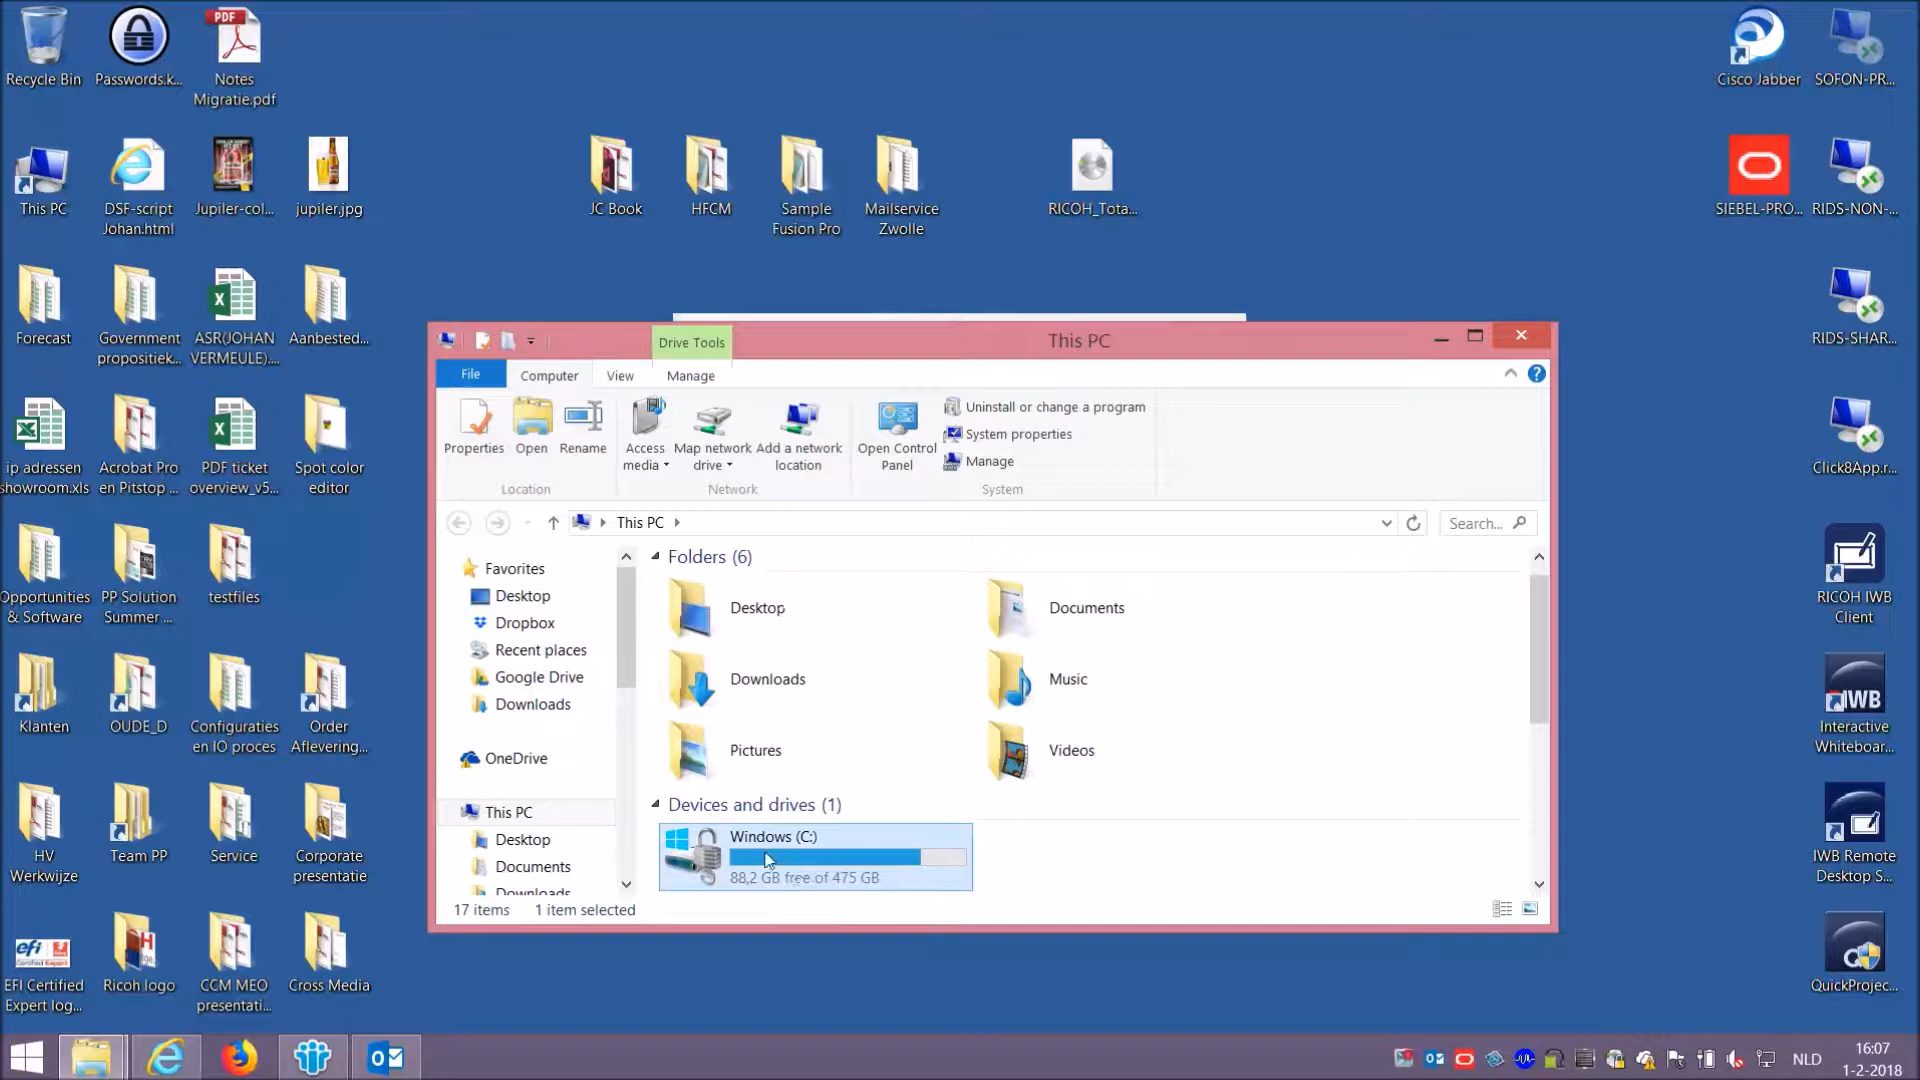 Recycle Bin
Passwords.k...
PDF
Notes
Migratie.pdf
Cisco Jabber
SOFON-PR...
This PC
DSF-script
Johan.html
Jupiler-col...
jupiler.jpg
JC Book
HFCM
Sample
Fusion Pro
Mailservice
Zwolle
RICOH_Tota...
SIEBEL-PRO...
RIDS-NON-...
Forecast
Government
propositiek...
ASR(JOHAN
VERMEULE)....
Aanbested...
RIDS-SHAR...
ip adressen
showroom.xls
Acrobat Pro
en Pitstop ...
PDF ticket
overview_v5...
Spot color
editor
Click8App.r...
Opportunities
& Software
PP Solution
Summer ...
testfiles
RICOH IWB
Client
Klanten
OUDE_D
Configuraties
en IO proces
Order
Aflevering...
IWB
Interactive
Whiteboar...
HV
Werkwijze
Team PP
Service
Corporate
presentatie
IWB Remote
Desktop S...
efi
Certified Expert
EFI Certified
Expert log...
Ricoh logo
CCM MEO
presentati...
Cross Media
QuickProjec...
Drive Tools
This PC
File
Computer
View
Manage
Properties
Open
Rename
Access
media
Map network
drive
Add a network
location
Open Control
Panel
Uninstall or change a program
System properties
Manage
Location
Network
System
This PC
Search...
Favorites
Desktop
Dropbox
Recent places
Google Drive
Downloads
OneDrive
This PC
Desktop
Documents
Downloads
Folders (6)
Desktop
Documents
Downloads
Music
Pictures
Videos
Devices and drives (1)
Windows (C:)
88,2 GB free of 475 GB
17 items
1 item selected
NLD
16:07
1-2-2018